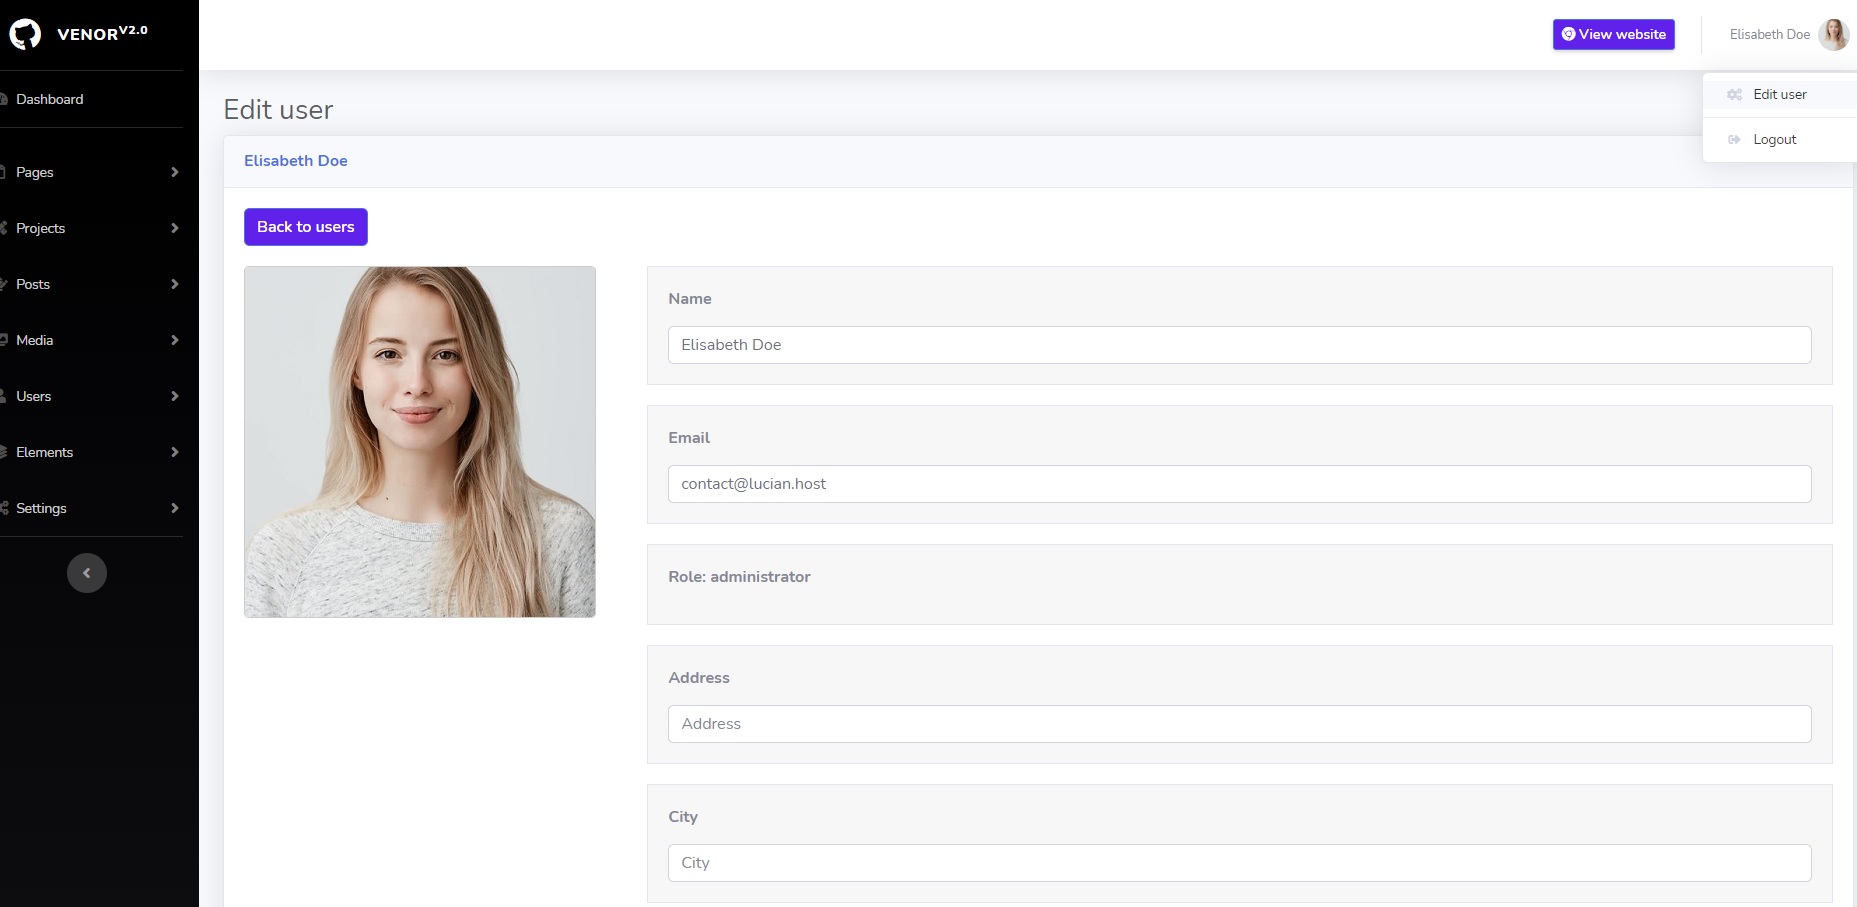 VENOR V2.0
View website
Elisabeth Doe
Dashboard
Pages
Projects
Posts
Media
Users
Elements
Settings
Edit user
Logout
Edit user
Elisabeth Doe
Back to users
Name
Elisabeth Doe
Email
contact@lucian.host
Role: administrator
Address
Address
City
City